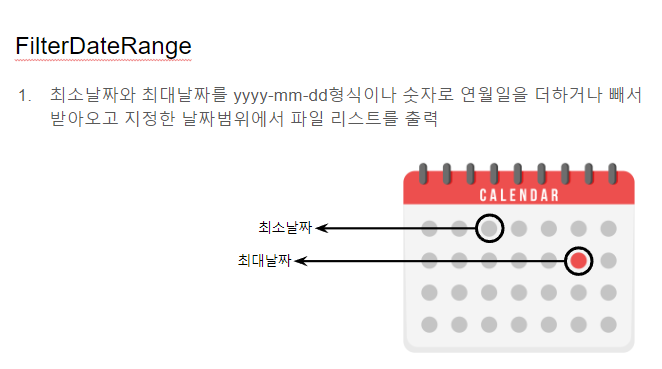 FilterDateRange
1. 최소날짜와 최대날짜를 yyyy-mm-dd형식이나 숫자로 연월일을 더하거나 빼서
받아오고 지정한 날짜범위에서 파일 리스트를 출력
CALENDAR
최소날짜
최대날짜